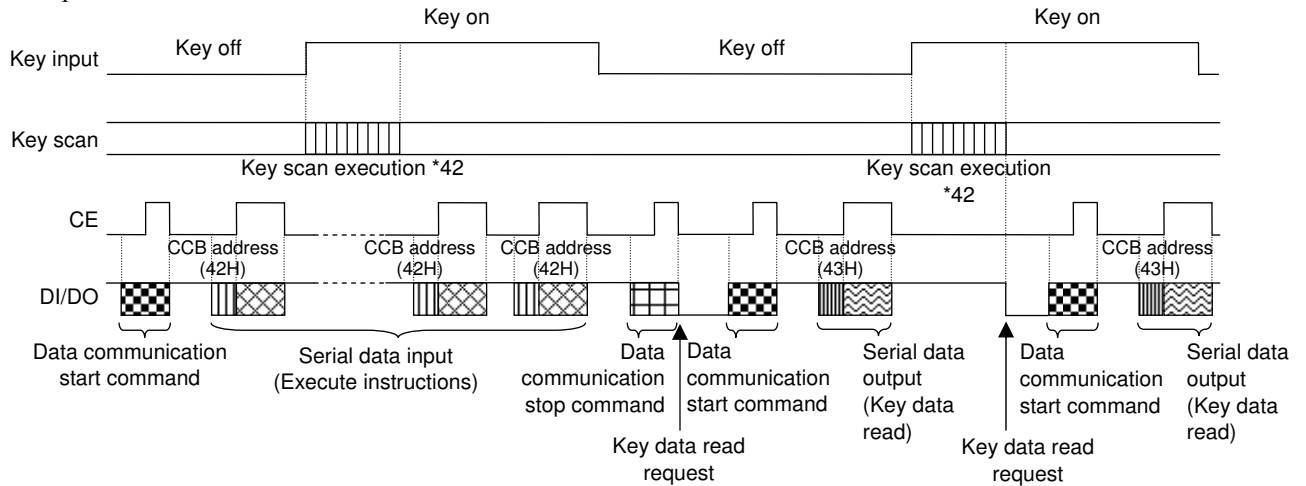 Key on
Key on
Key off
Key off
Key input
Key scan
Key scan execution *42
Key scan execution
*42
CE
CCB address
(42H)
CCB address
(42H)
CCB address
(42H)
CCB address
(43H)
CCB address
(43H)
DI/DO
Data communication
start command
Serial data input
(Execute instructions)
Data
communication
stop command
Data
communication
start command
Serial data
output
(Key data
read)
Data
communication
start command
Serial data
output
(Key data
read)
Key data read
request
Key data read
request